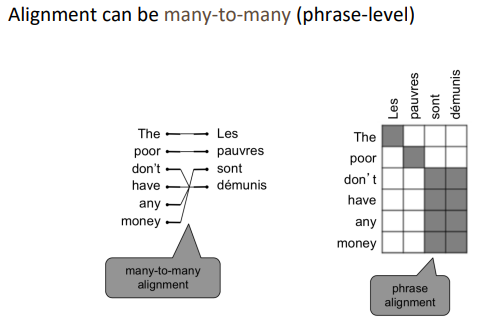 Alignment can be many-to-many (phrase-level)
The Les
poor pauvres
don't sont
have démunis
any
money
many-to-many
alignment
Les
pauvres
sont
démunis
The
poor
don't
have
any
money
phrase
alignment